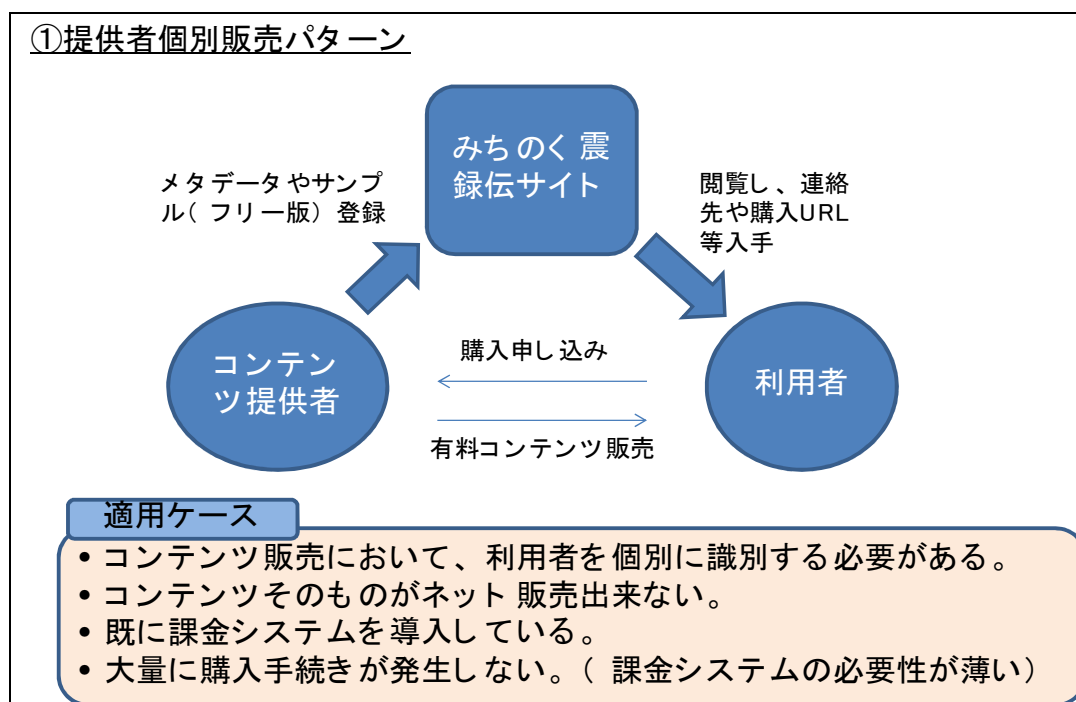 ①提供者個別販売パターン
みちのく震
録伝サイト
メタデータやサンプ
ル(フリー版)登録
閲覧し、連絡
先や購入URL
等入手
コンテン
ツ提供者
購入申し込み
利用者
有料コンテンツ販売
適用ケース
• コンテンツ販売において、利用者を個別に識別する必要がある。
• コンテンツそのものがネット販売出来ない。
• 既に課金システムを導入している。
• 大量に購入手続きが発生しない。(課金システムの必要性が薄い)